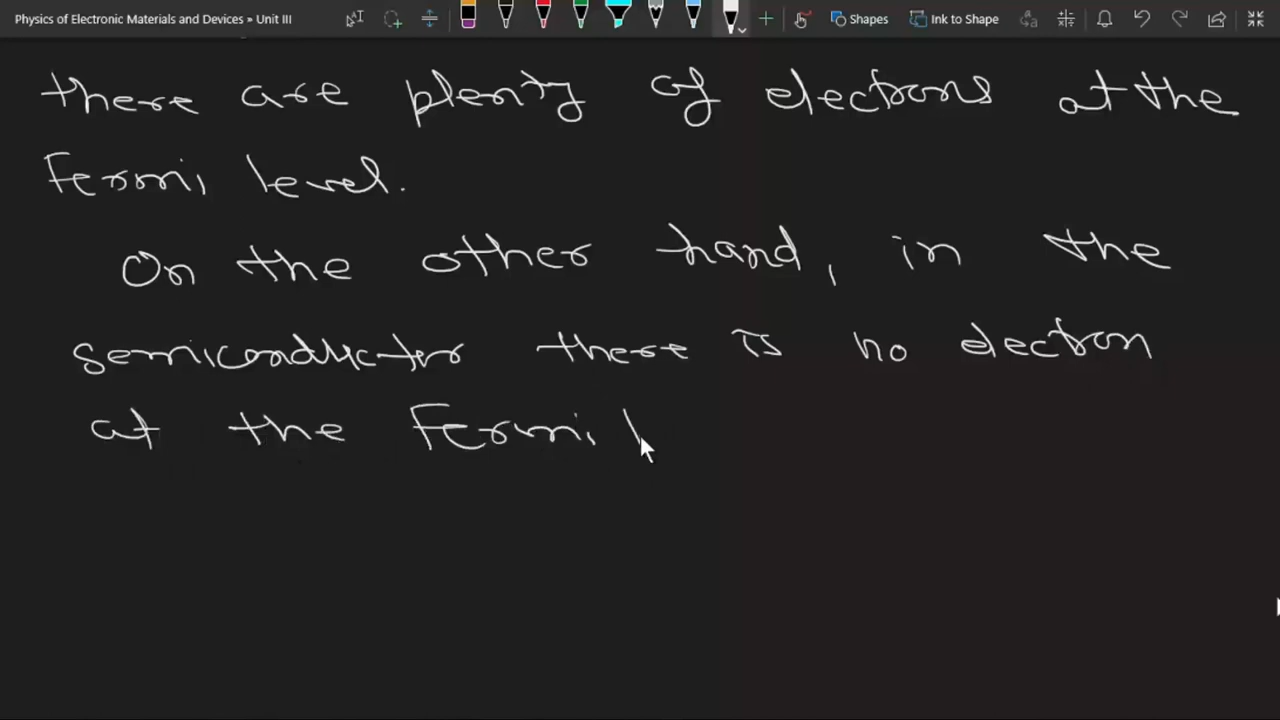 Physics of Electronic Materials and Devices » Unit III
Shapes
Ink to Shape
there are plenty of electrons at the
Fermi level.
On the other hand, in the
semiconductor there is no electron
at the Fermi l